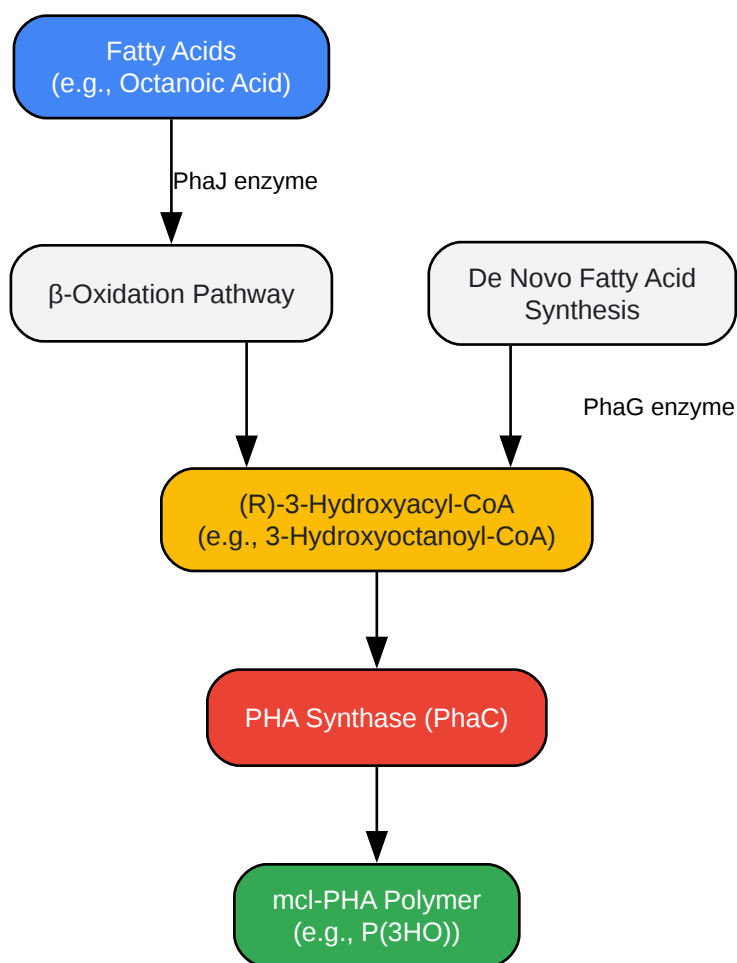 Fatty Acids
(e.g., Octanoic Acid)
PhaJ enzyme
β-Oxidation Pathway
De Novo Fatty Acid
Synthesis
PhaG enzyme
(R)-3-Hydroxyacyl-CoA
(e.g., 3-Hydroxyoctanoyl-CoA)
PHA Synthase (PhaC)
mcl-PHA Polymer
(e.g., P(3HO))